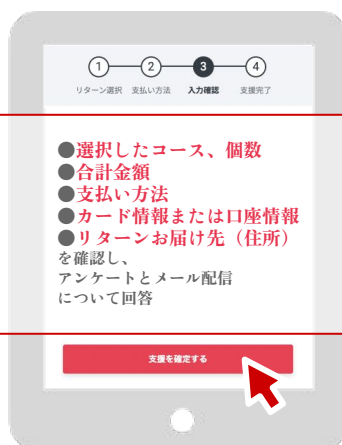 1 2 3 4
リターン選択 支払い方法 入力確認 支援完了
●選択したコース、個数
●合計金額
●支払い方法
●カード情報または口座情報
●リターンお届け先（住所）
を確認し、
アンケートとメール配信
について回答
支援を確定する